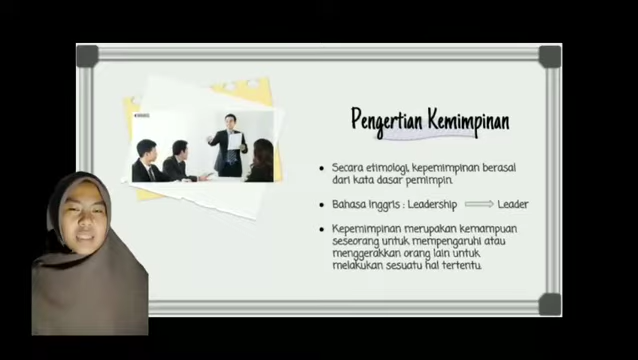 Pengertian Kemimpinan
Secara etimologi, kepemimpinan berasal
dari kata dasar pemimpin.
Bahasa Inggris : Leadership Leader
Kepemimpinan merupakan kemampuan
seseorang untuk mempengaruhi atau
menggerakkan orang lain untuk
melakukan sesuatu hal tertentu.